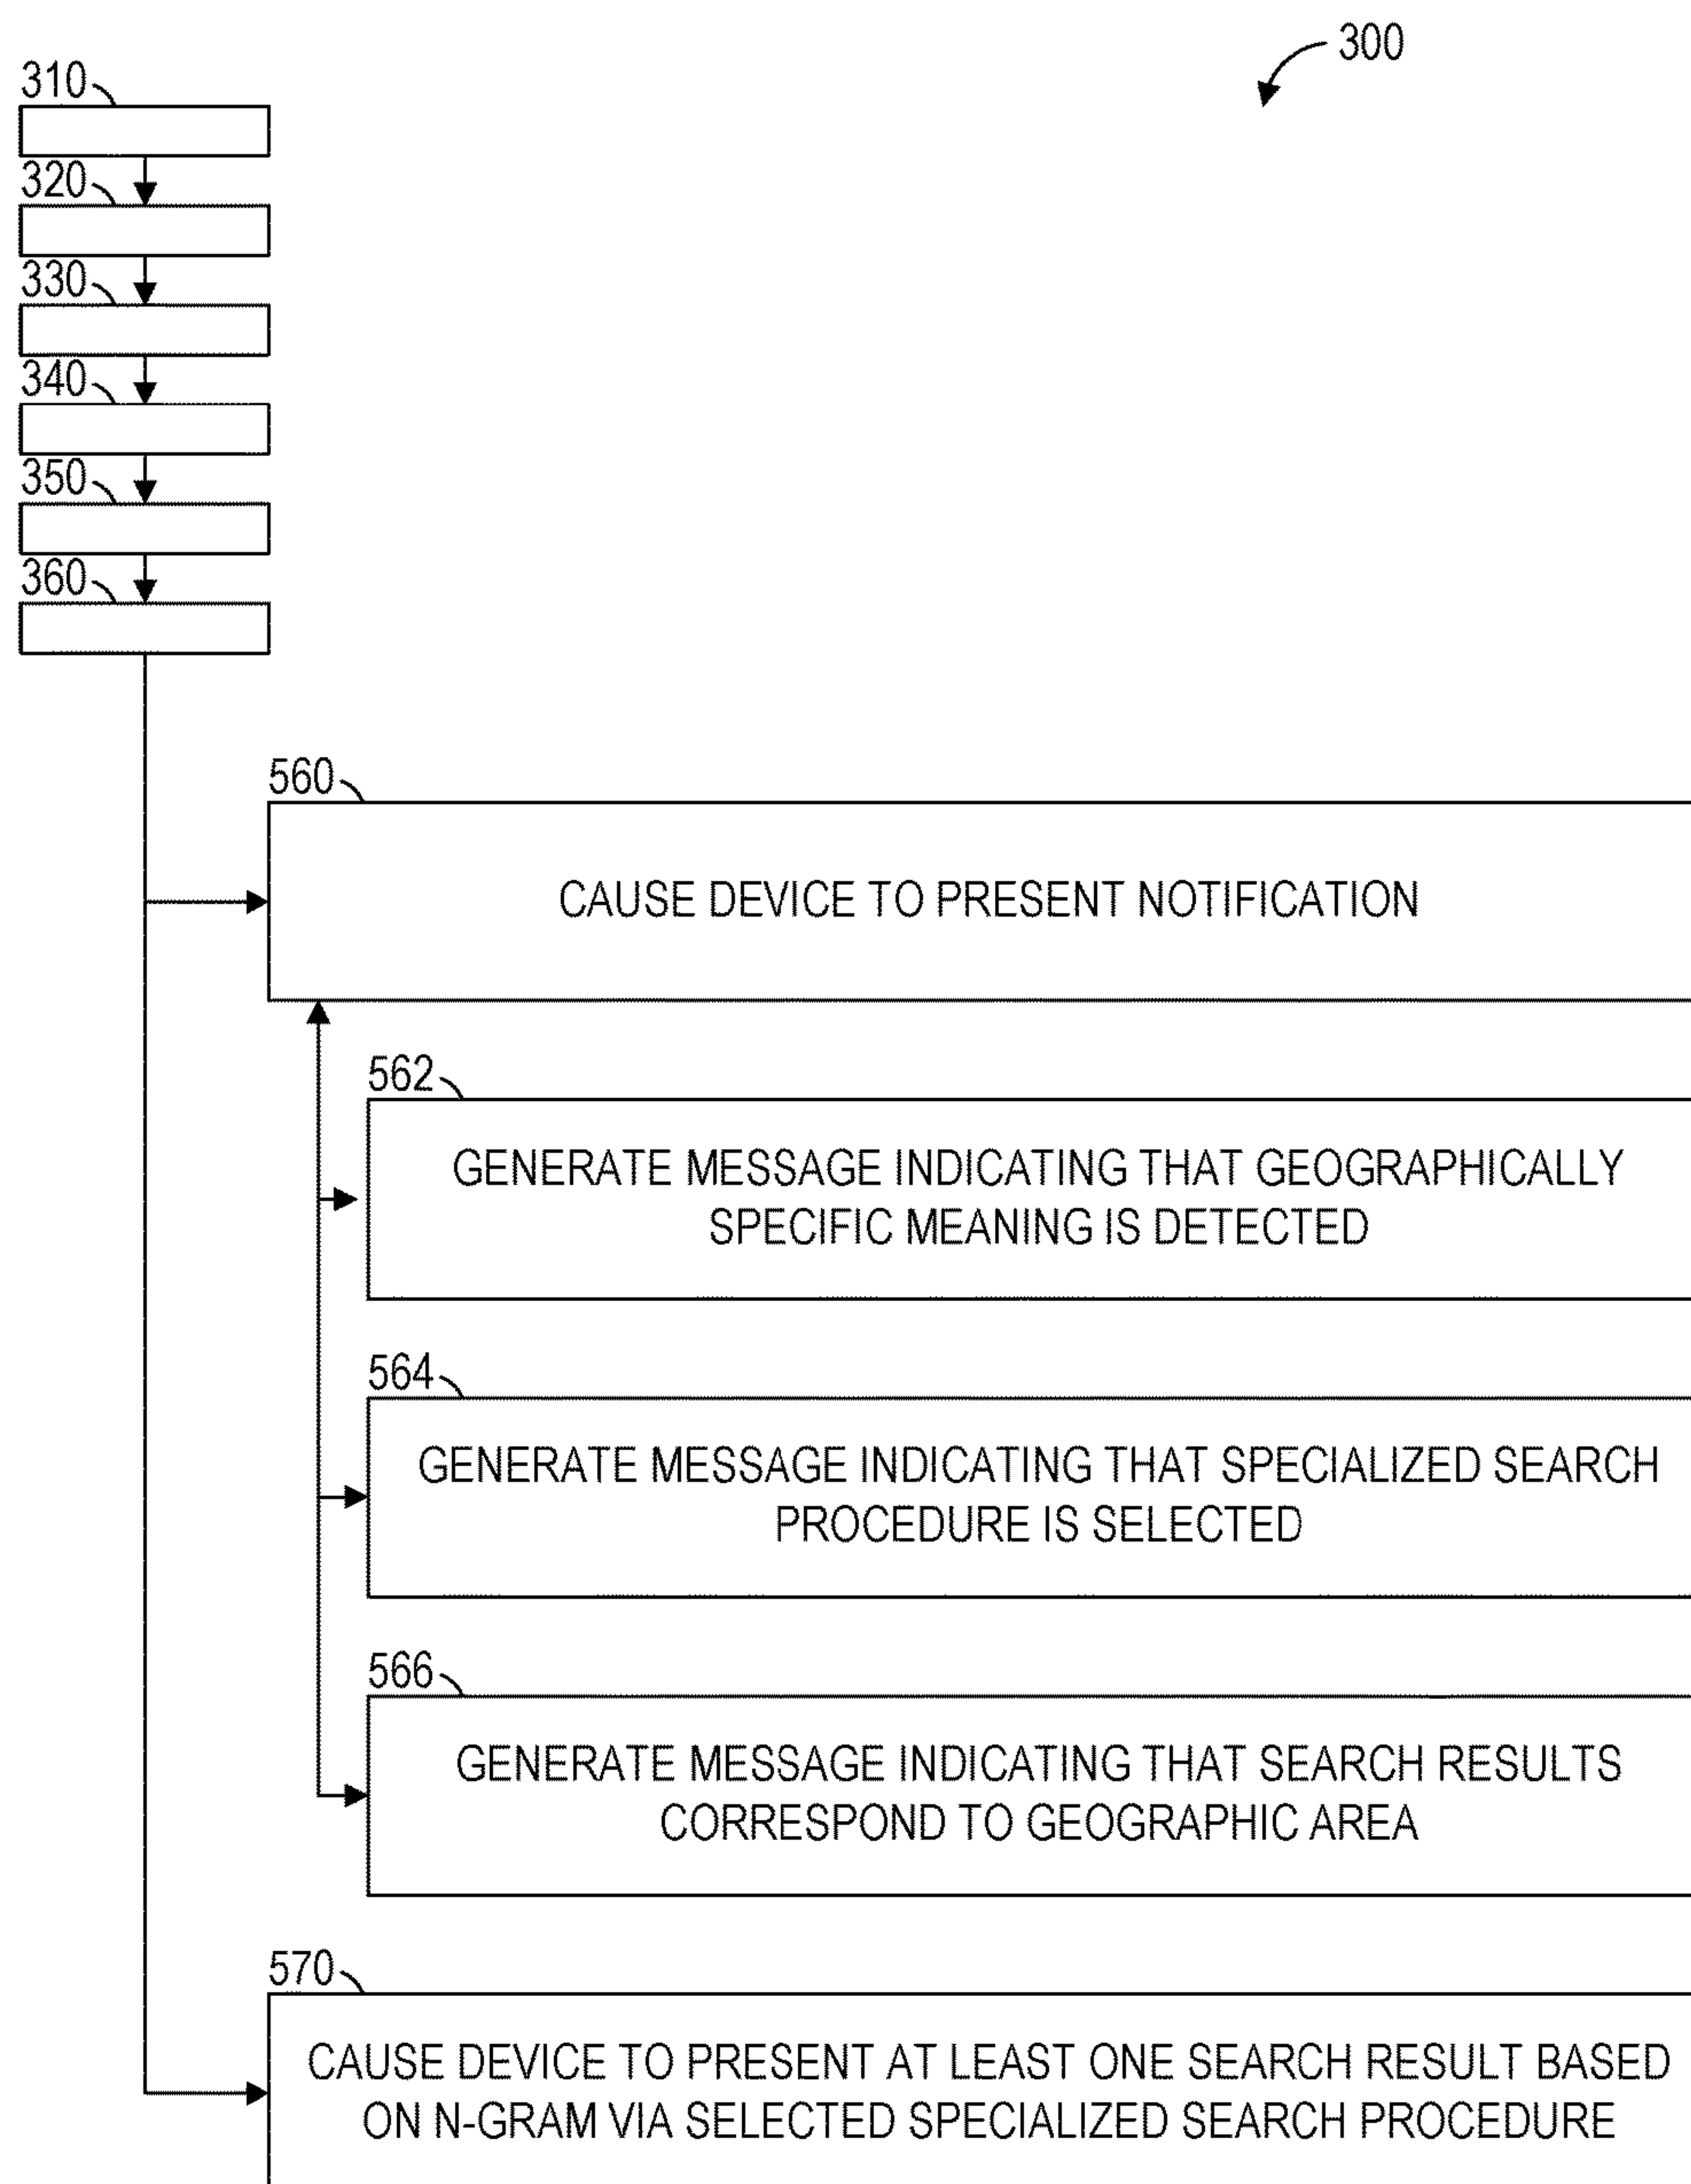 300
310
320
330
340
350
360
560
CAUSE DEVICE TO PRESENT NOTIFICATION
562
GENERATE MESSAGE INDICATING THAT GEOGRAPHICALLY
SPECIFIC MEANING IS DETECTED
564
GENERATE MESSAGE INDICATING THAT SPECIALIZED SEARCH
PROCEDURE IS SELECTED
566
GENERATE MESSAGE INDICATING THAT SEARCH RESULTS
CORRESPOND TO GEOGRAPHIC AREA
570
CAUSE DEVICE TO PRESENT AT LEAST ONE SEARCH RESULT BASED
ON N-GRAM VIA SELECTED SPECIALIZED SEARCH PROCEDURE